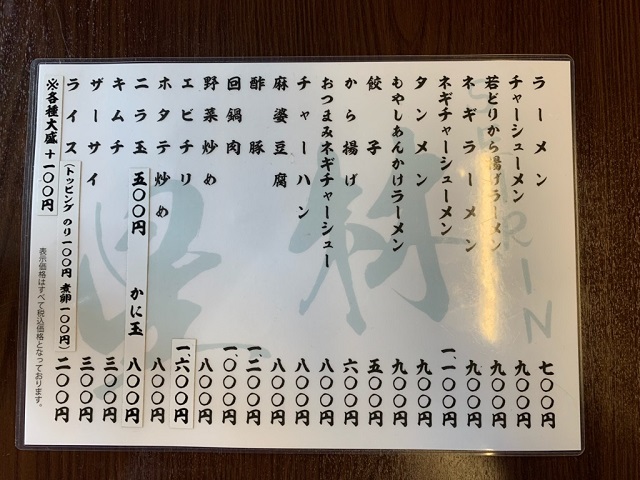 ラーメン 七〇〇円
チャーシューメン 九〇〇円
若どりから揚げラーメン 九〇〇円
ネギラーメン 九〇〇円
ネギチャーシューメン 一、一〇〇円
タンメン 九〇〇円
もやしあんかけラーメン 九〇〇円
餃子 五〇〇円
から揚げ 六〇〇円
おつまみネギチャーシュー 八〇〇円
チャーハン 八〇〇円
麻婆豆腐 八〇〇円
酢豚 一、二〇〇円
回鍋肉 一、〇〇〇円
野菜炒め 八〇〇円
エビチリ 一、六〇〇円
ホタテ炒め 八〇〇円
ニラ玉 五〇〇円 かに玉 八〇〇円
キムチ 三〇〇円
ザーサイ 三〇〇円
ライス 二〇〇円
(トッピング のり一〇〇円 煮卵一〇〇円)
※各種大盛+一〇〇円
表示価格はすべて税込価格となっております。